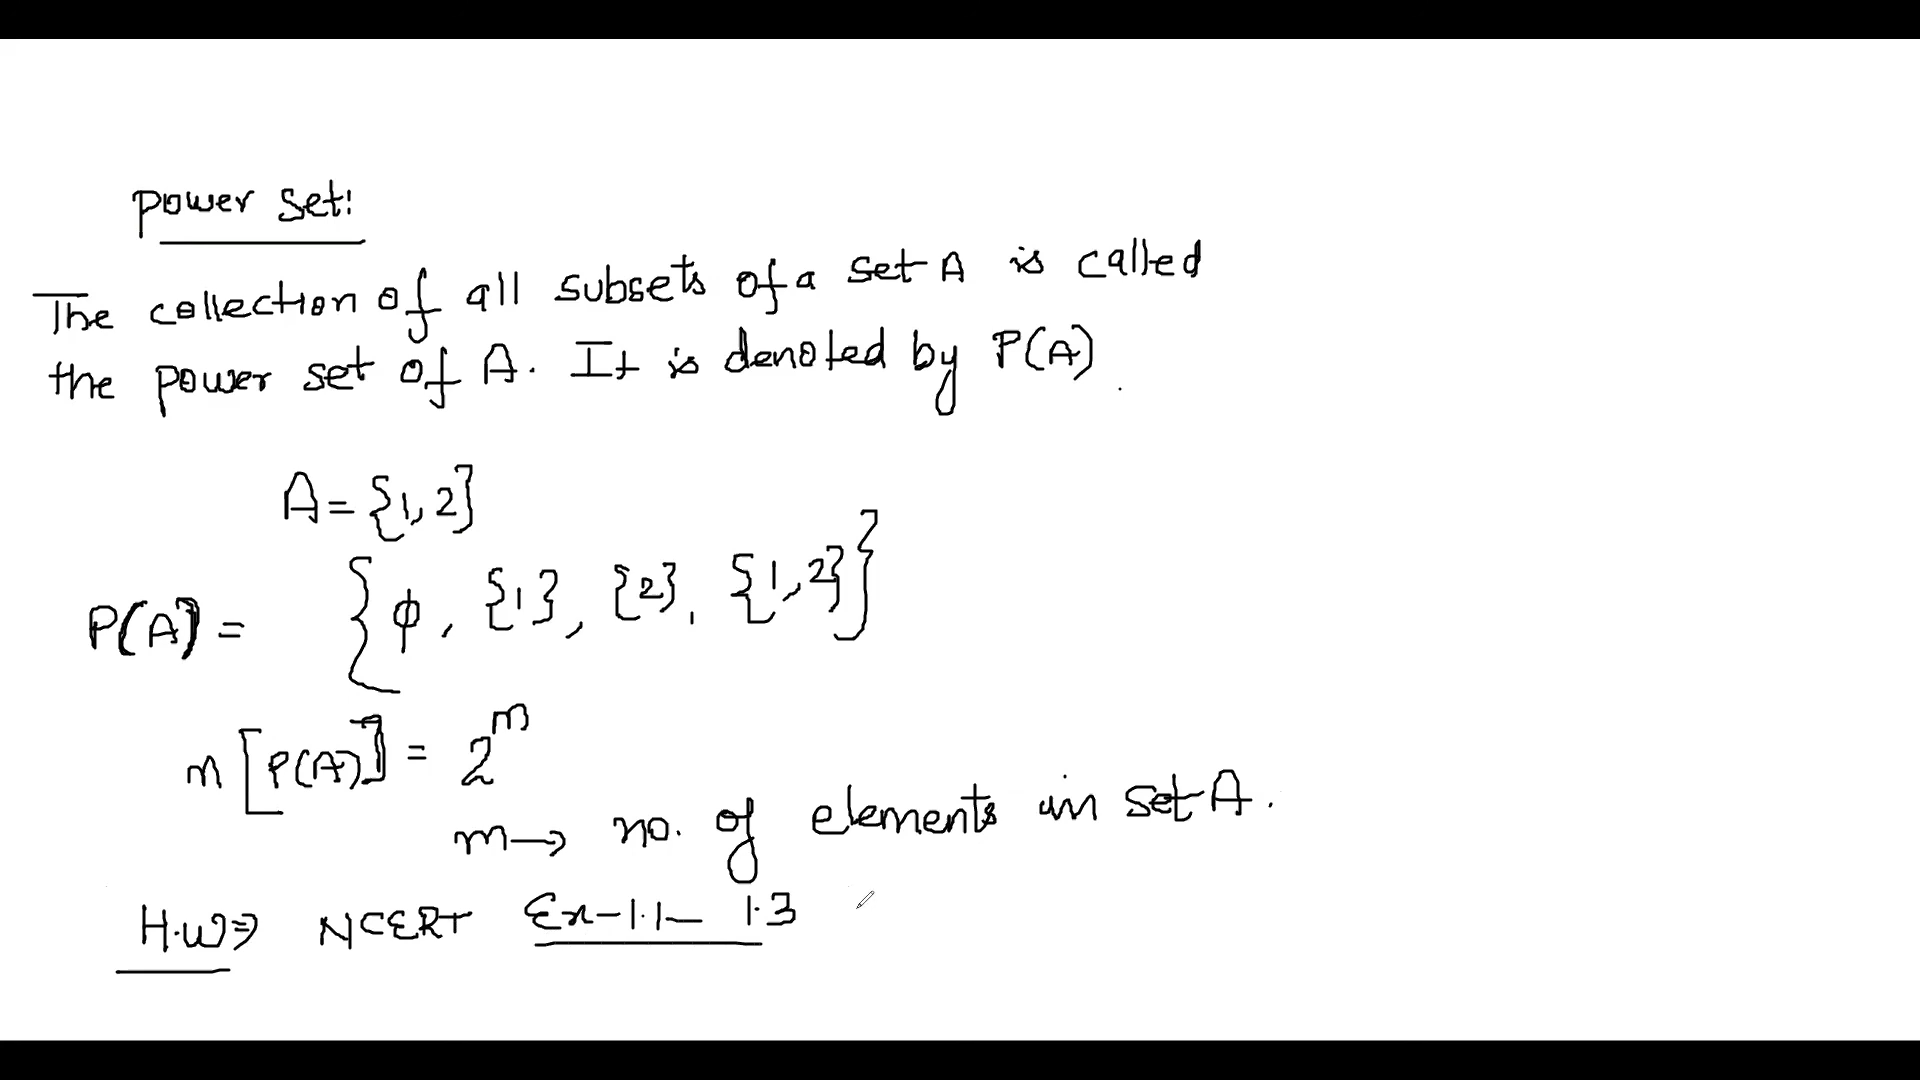 Power Set:
The collection of all subsets of a set A is called
the power set of A. It is denoted by P(A).
A = {1, 2}
P(A) = {ϕ, {1}, {2}, {1, 2}}
n[P(A)] = 2^m
m → no. of elements in set A.
H.W ⇒ NCERT Ex-1.1 - 1.3